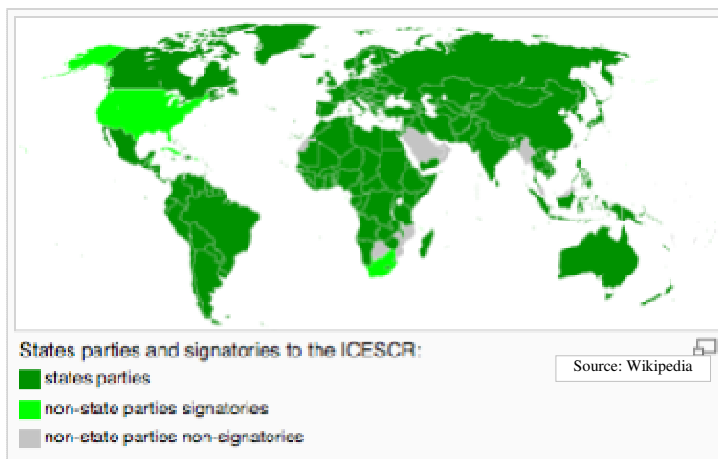 States parties and signatories to the ICESCR:
Source: Wikipedia
states parties
non-state parties signatories
non-state parties non-signatories